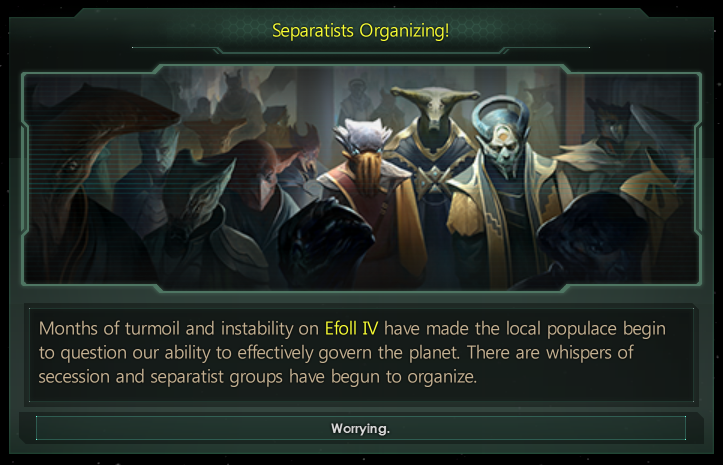 Separatists Organizing!
Months of turmoil and instability on Efoll IV have made the local populace begin
to question our ability to effectively govern the planet. There are whispers of
secession and separatist groups have begun to organize.
Worrying.